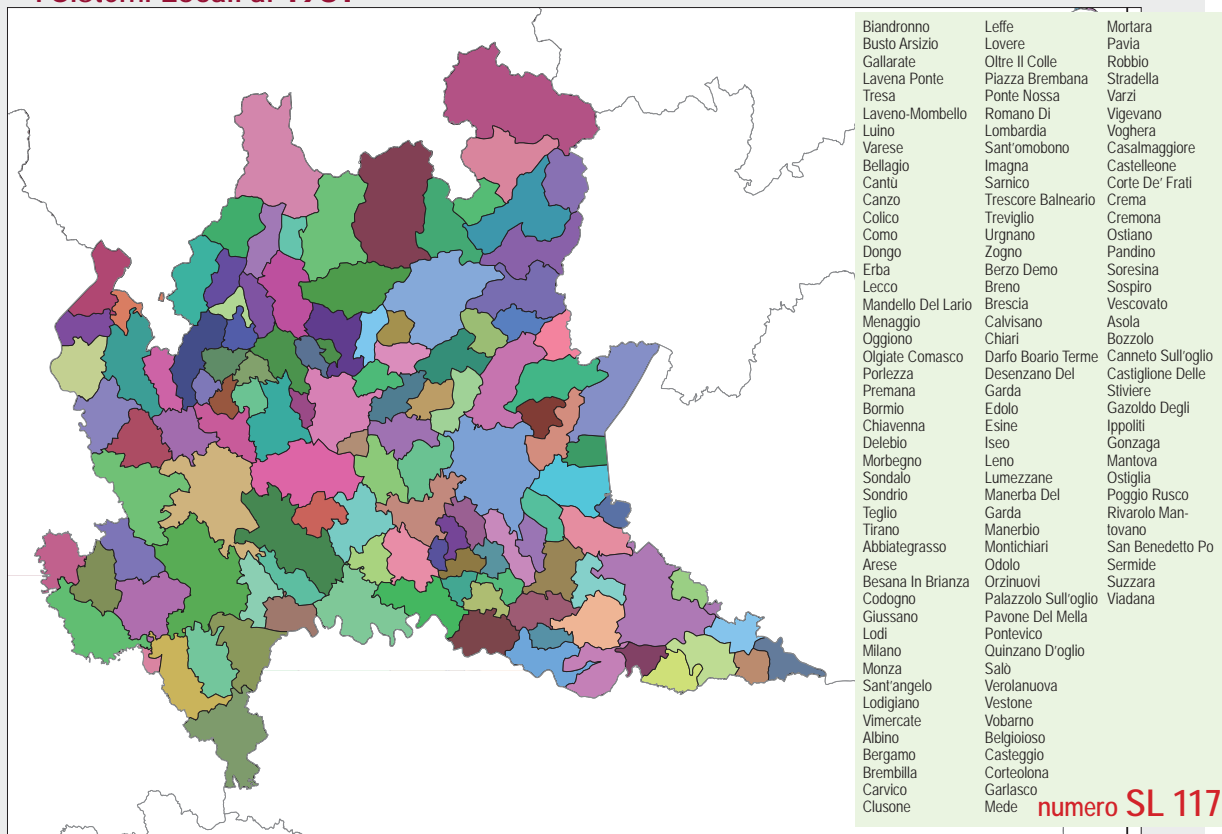 i Sistemi Locali al 1981
Biandronno
Busto Arsizio
Gallarate
Lavena Ponte
Tresa
Laveno-Mombello
Luino
Varese
Bellagio
Cantù
Canzo
Colico
Como
Dongo
Erba
Lecco
Mandello Del Lario
Menaggio
Oggiono
Olgiate Comasco
Porlezza
Premana
Bormio
Chiavenna
Delebio
Morbegno
Sondalo
Sondrio
Teglio
Tirano
Abbiategrasso
Arese
Besana In Brianza
Codogno
Giussano
Lodi
Milano
Monza
Sant'angelo
Lodigiano
Vimercate
Albino
Bergamo
Brembilla
Carvico
Clusone
Leffe
Lovere
Oltre Il Colle
Piazza Brembana
Ponte Nossa
Romano Di
Lombardia
Sant'omobono
Imagna
Sarnico
Trescore Balneario
Treviglio
Urgnano
Zogno
Berzo Demo
Breno
Brescia
Calvisano
Chiari
Darfo Boario Terme
Desenzano Del
Garda
Edolo
Esine
Iseo
Leno
Lumezzane
Manerba Del
Garda
Manerbio
Montichiari
Odolo
Orzinuovi
Palazzolo Sull'oglio
Pavone Del Mella
Pontevico
Quinzano D'oglio
Salò
Verolanuova
Vestone
Vobarno
Belgioioso
Casteggio
Corteolona
Garlasco
Mede
Mortara
Pavia
Robbio
Stradella
Varzi
Vigevano
Voghera
Casalmaggiore
Castelleone
Corte De' Frati
Crema
Cremona
Ostiano
Pandino
Soresina
Sospiro
Vescovato
Asola
Bozzolo
Canneto Sull'oglio
Castiglione Delle
Stiviere
Gazoldo Degli
Ippoliti
Gonzaga
Mantova
Ostiglia
Poggio Rusco
Rivarolo Man-
tovano
San Benedetto Po
Sermide
Suzzara
Viadana
numero SL 117